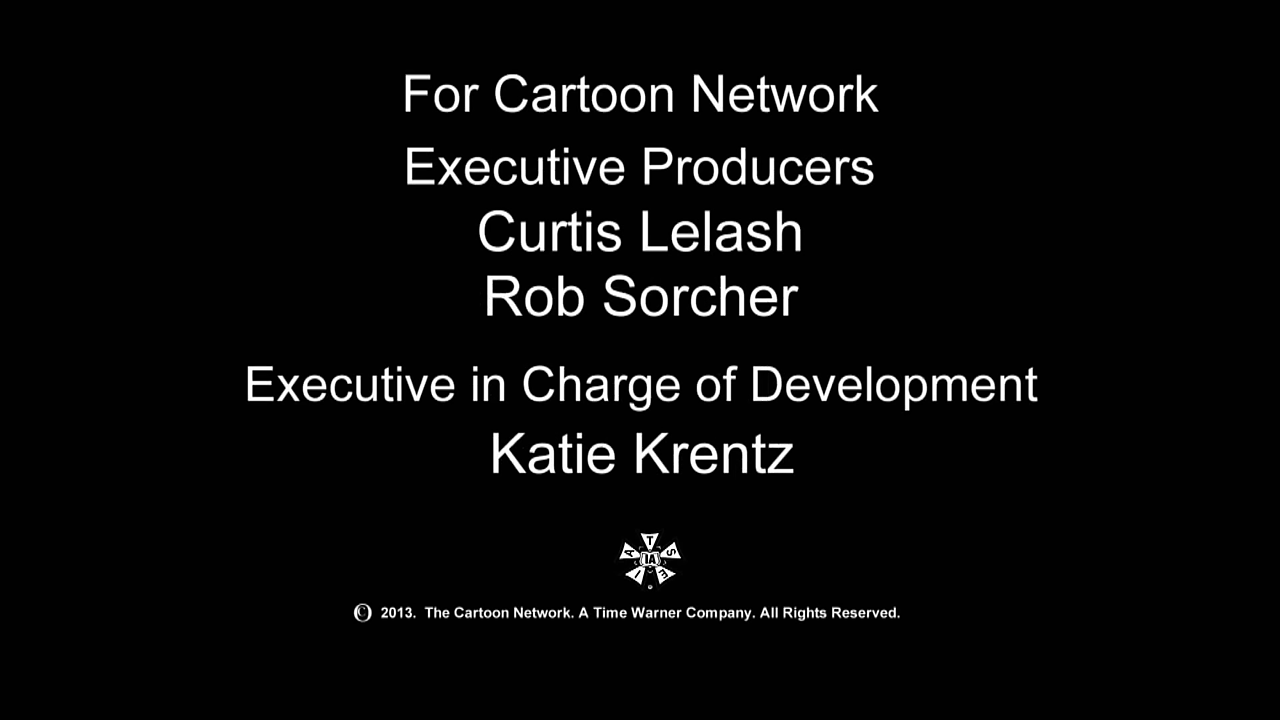 For Cartoon Network
Executive Producers
Curtis Lelash
Rob Sorcher
Executive in Charge of Development
Katie Krentz
I A T S E
IA
© 2013. The Cartoon Network. A Time Warner Company. All Rights Reserved.